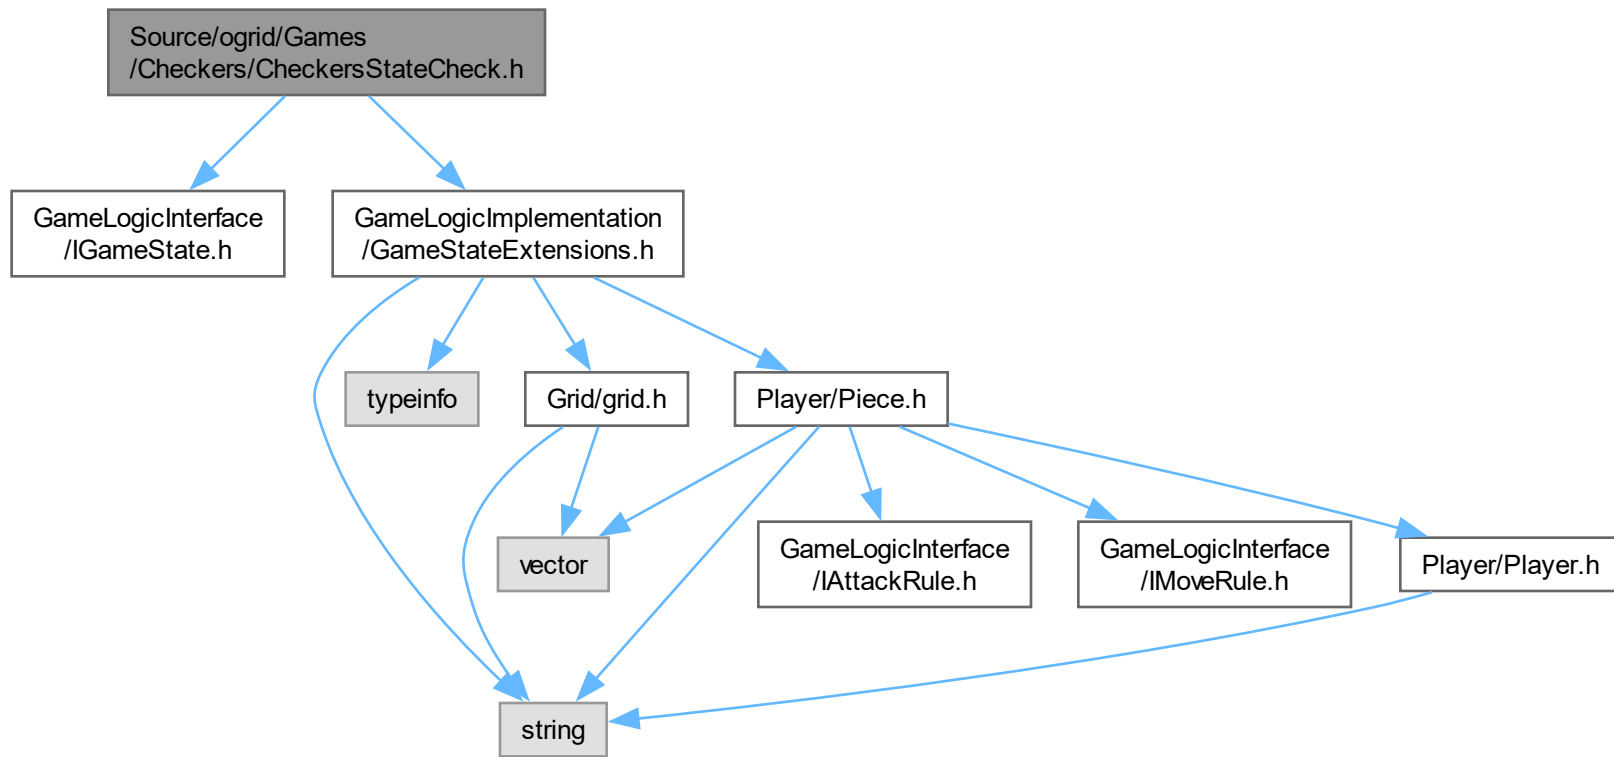 Source/ogrid/Games
/Checkers/CheckersStateCheck.h
GameLogicInterface
/IGameState.h
GameLogicImplementation
/GameStateExtensions.h
typeinfo
Grid/grid.h
Player/Piece.h
vector
GameLogicInterface
/IAttackRule.h
GameLogicInterface
/IMoveRule.h
Player/Player.h
string